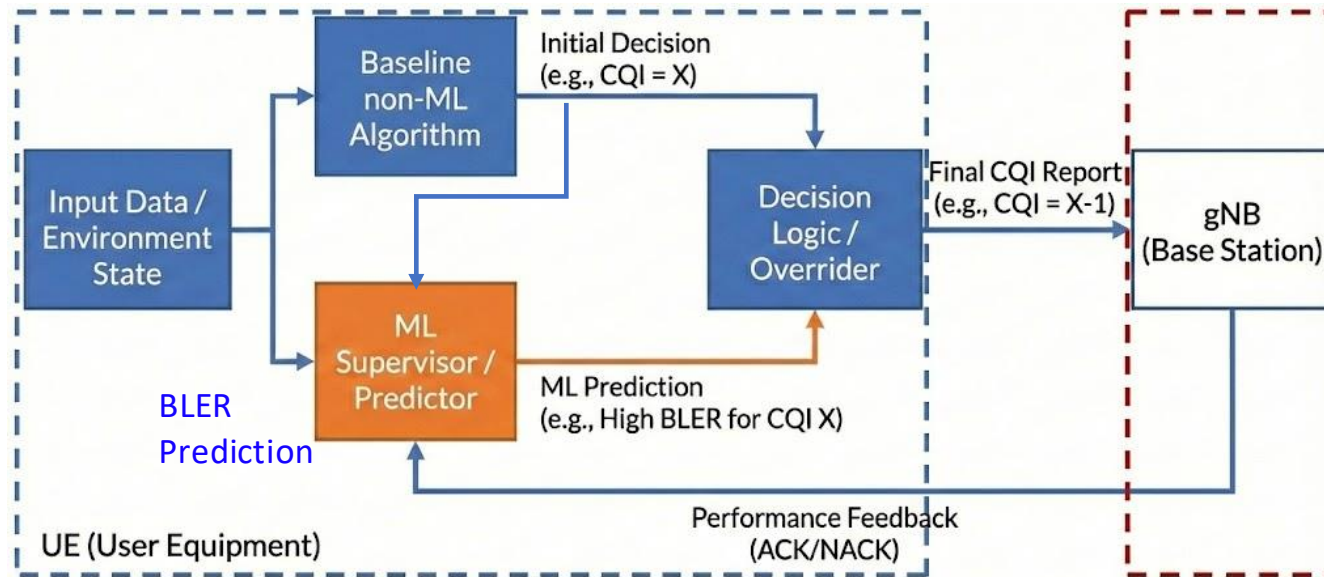 Baseline
non-ML
Algorithm
Initial Decision
(e.g., CQI = X)
Input Data /
Environment
State
Decision
Logic /
Overrider
Final CQI Report
(e.g., CQI = X-1)
gNB
(Base Station)
ML
Supervisor /
Predictor
ML Prediction
(e.g., High BLER for CQI X)
BLER
Prediction
Performance Feedback
(ACK/NACK)
UE (User Equipment)